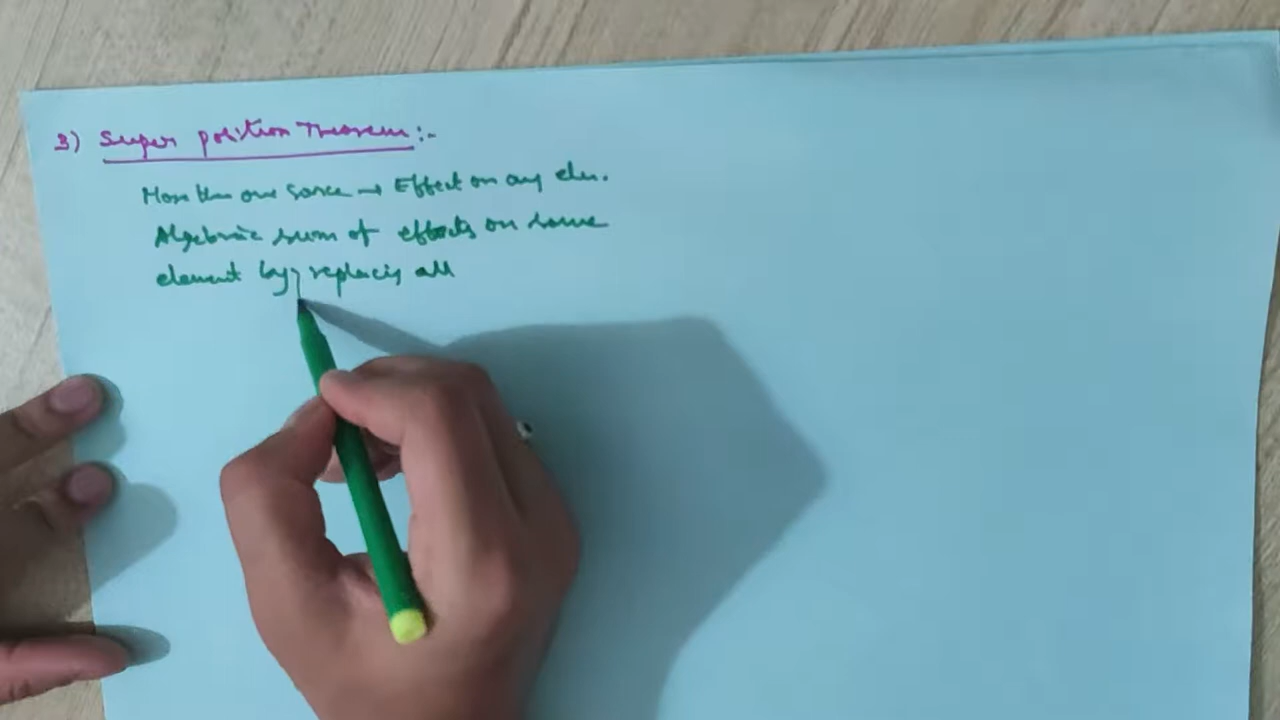 3) Super position Theorem:-
More than one source → Effect on any ele.
Algebraic sum of effects on same
element by replacing all